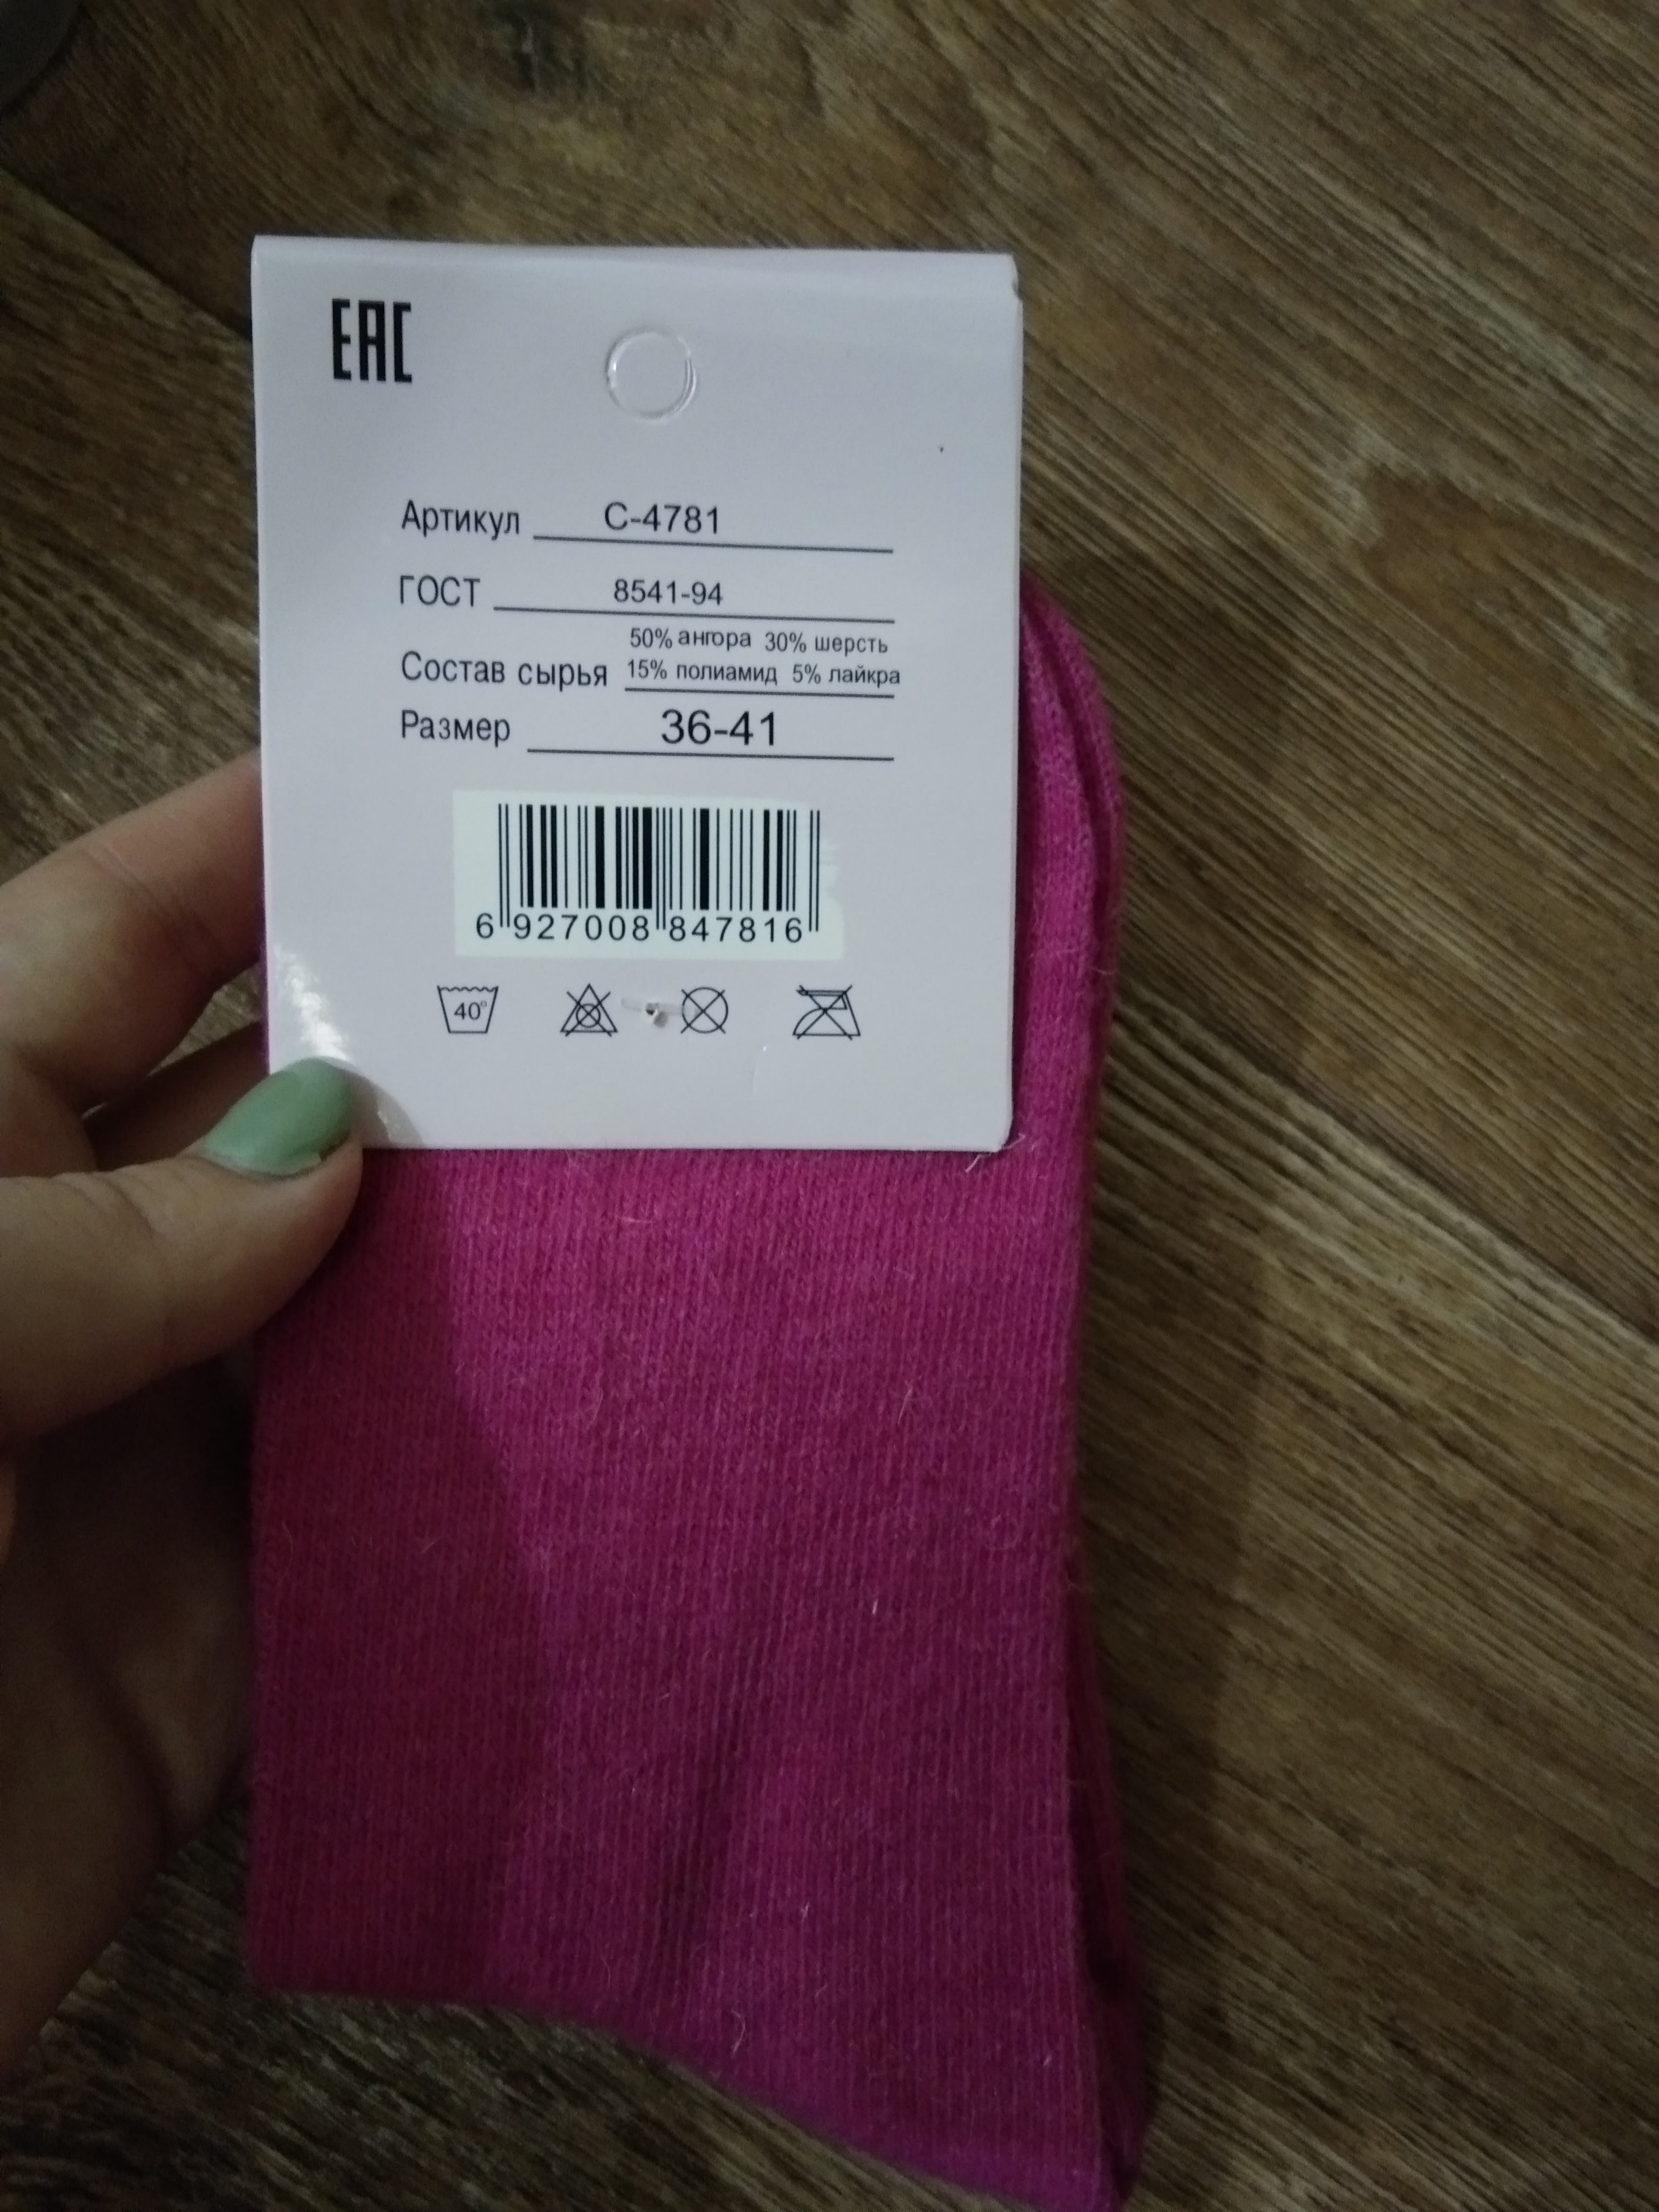 ЕАС
Артикул С-4781
ГОСТ 8541-94
50% ангора 30% шерсть
Состав сырья 15% полиамид 5% лайкра
Размер 36-41
6 927008 847816
40°